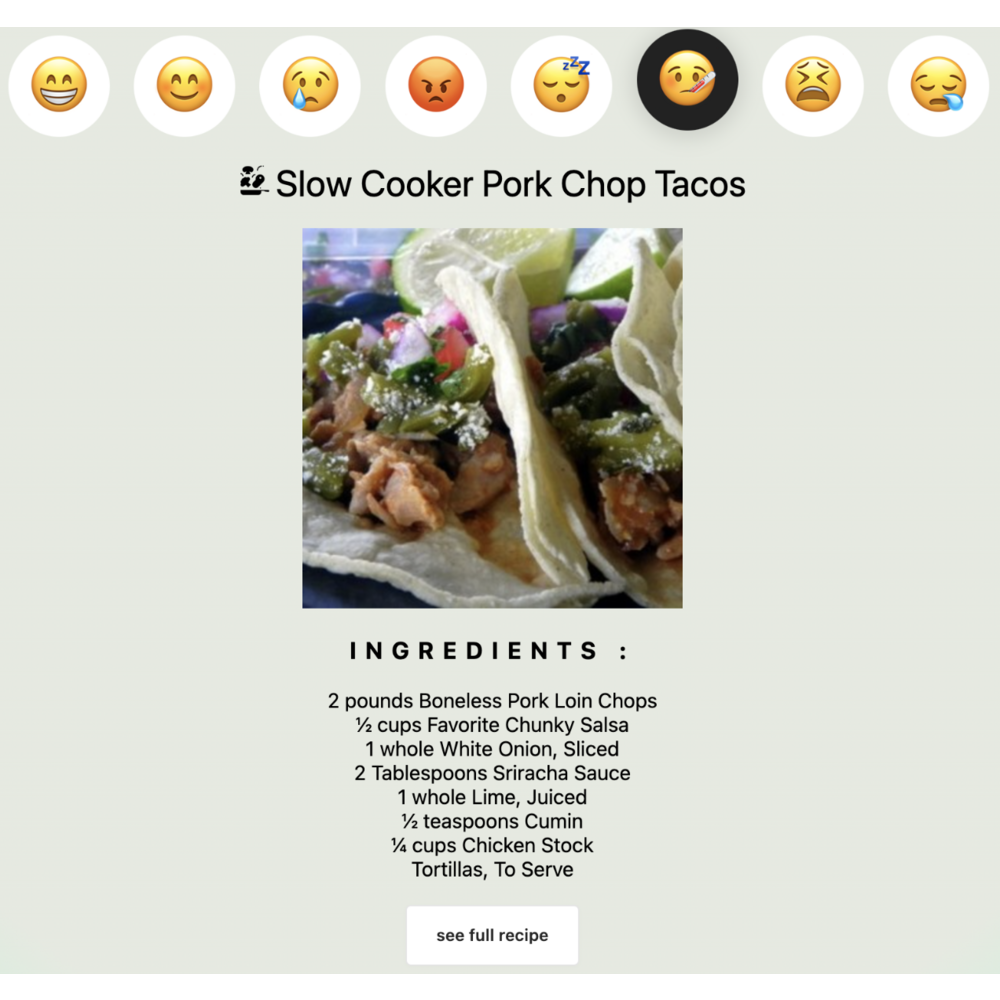 Slow Cooker Pork Chop Tacos
INGREDIENTS :
2 pounds Boneless Pork Loin Chops
½ cups Favorite Chunky Salsa
1 whole White Onion, Sliced
2 Tablespoons Sriracha Sauce
1 whole Lime, Juiced
½ teaspoons Cumin
¼ cups Chicken Stock
Tortillas, To Serve
see full recipe